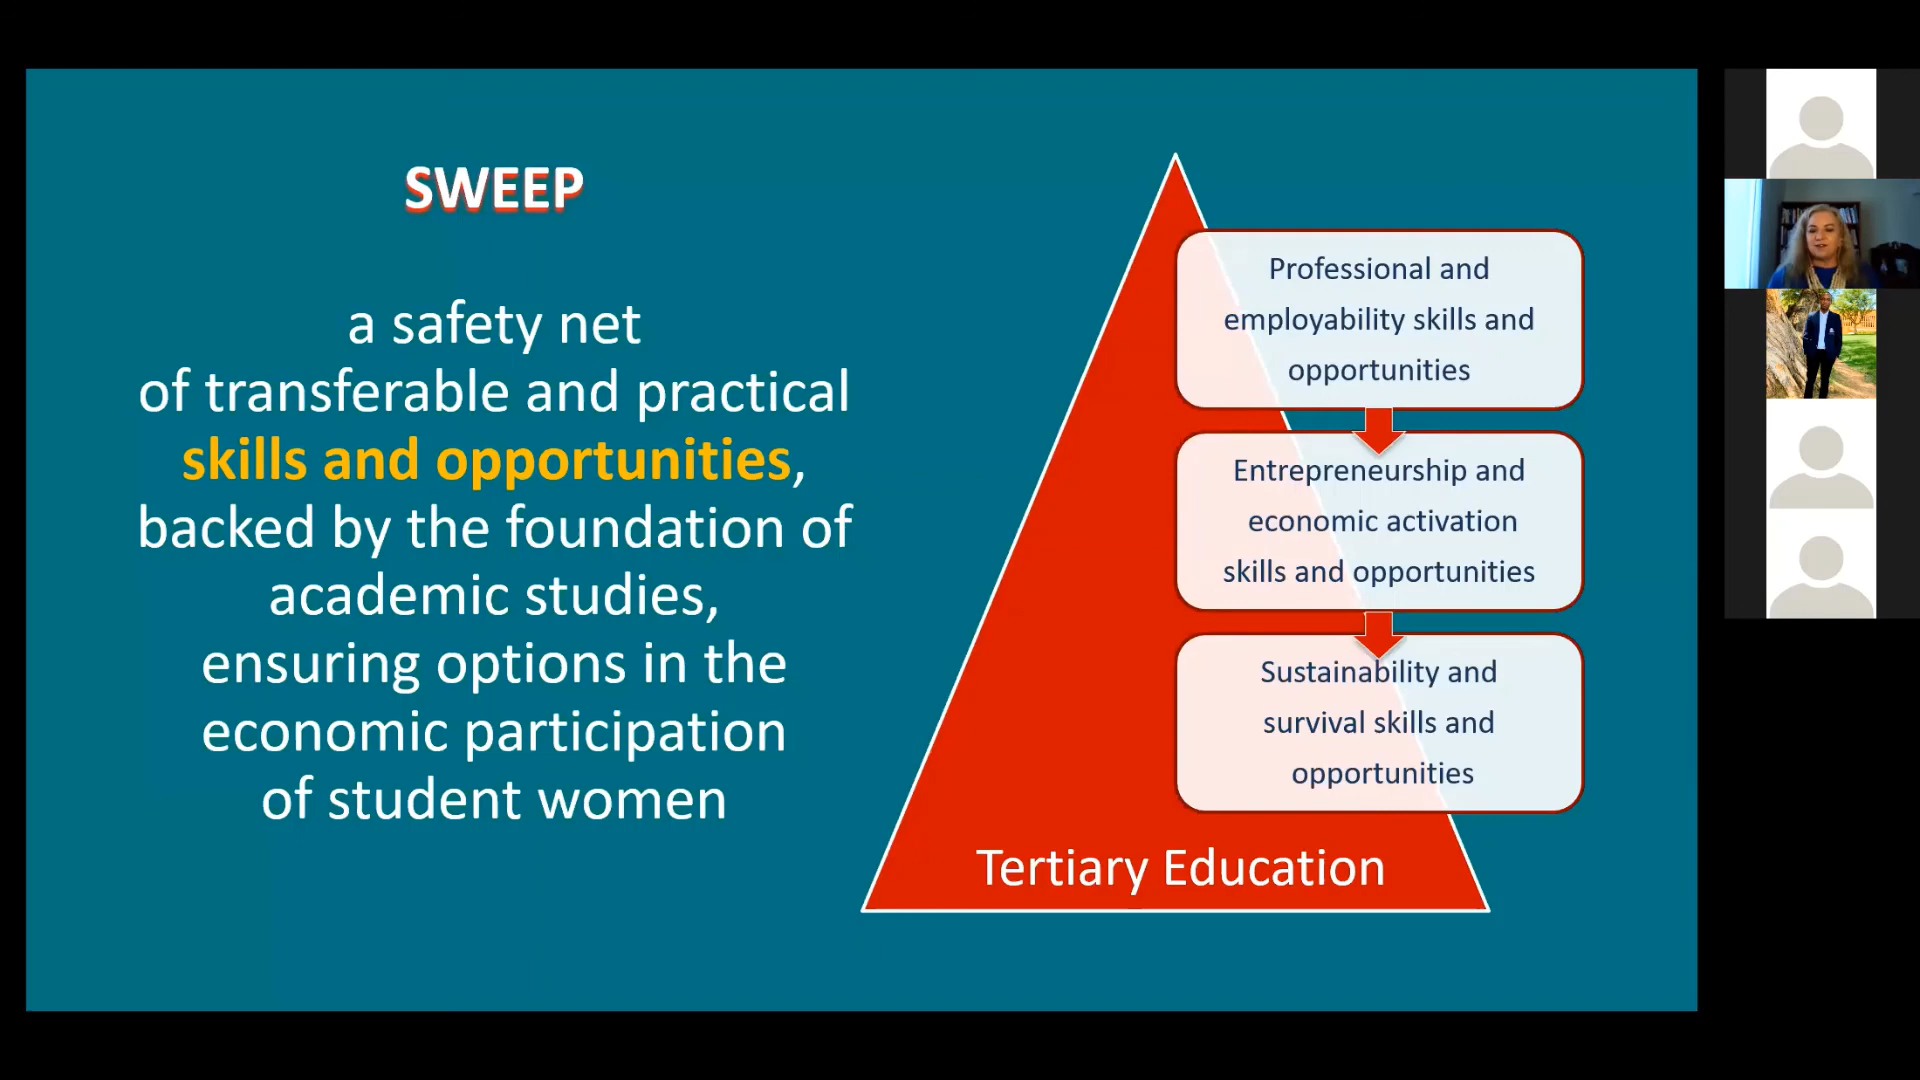 SWEEP
a safety net
of transferable and practical
skills and opportunities,
backed by the foundation of
academic studies,
ensuring options in the
economic participation
of student women
Professional and
employability skills and
opportunities
Entrepreneurship and
economic activation
skills and opportunities
Sustainability and
survival skills and
opportunities
Tertiary Education